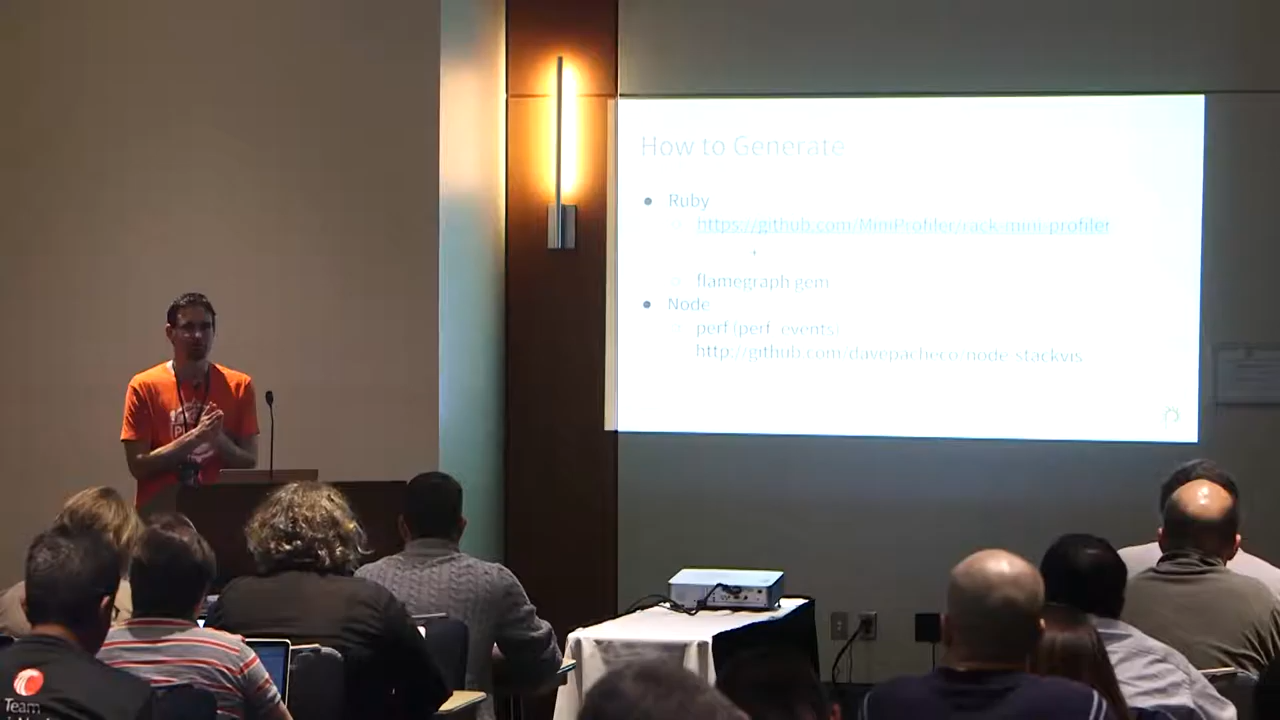 How to Generate
Ruby
https://github.com/MiniProfiler/rack-mini-profiler
flamegraph gem
Node
perf (perf_events)
http://github.com/davepacheco/node-stackvis
Team